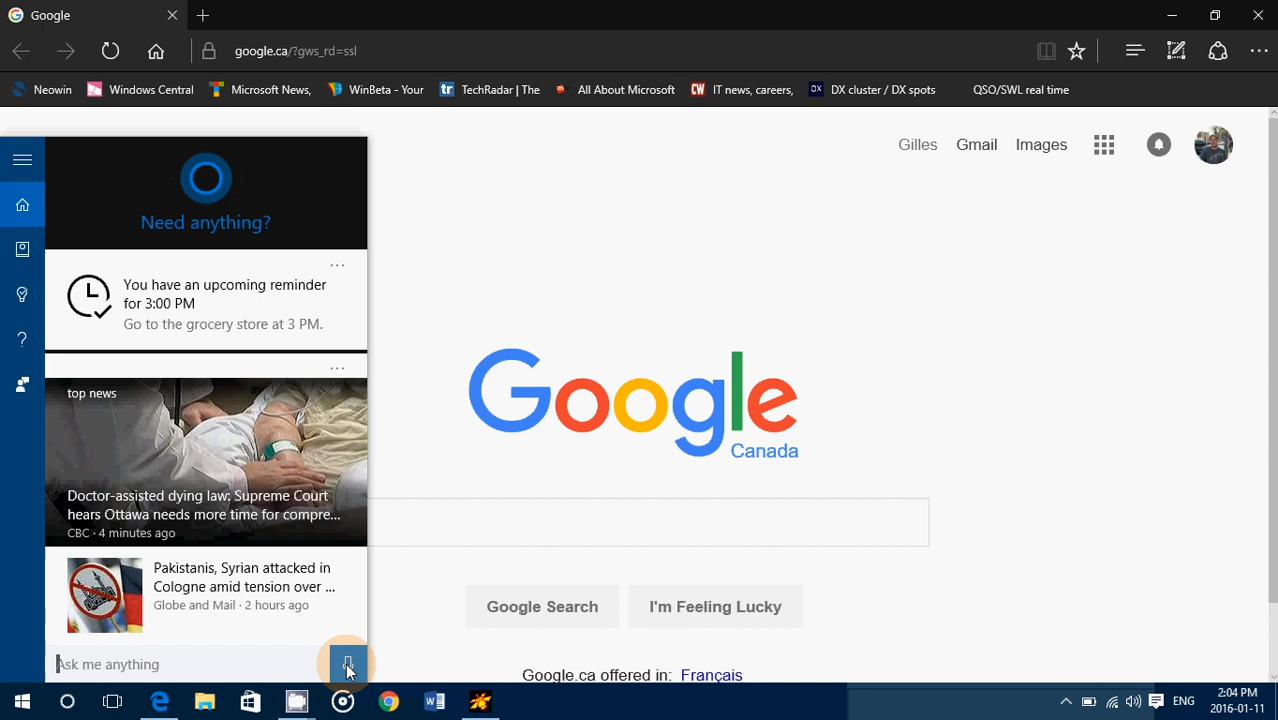 Google
google.ca/?gws_rd=ssl
Neowin
Windows Central
Microsoft News,
WinBeta - Your
TechRadar | The
All About Microsoft
IT news, careers,
DX cluster / DX spots
QSO/SWL real time
Gilles
Gmail
Images
Need anything?
You have an upcoming reminder
for 3:00 PM
Go to the grocery store at 3 PM.
top news
Doctor-assisted dying law: Supreme Court
hears Ottawa needs more time for compre...
CBC · 4 minutes ago
Pakistanis, Syrian attacked in
Cologne amid tension over ...
Globe and Mail · 2 hours ago
Ask me anything
Google
Canada
Google Search
I'm Feeling Lucky
Google.ca offered in: Français
ENG
2:04 PM
2016-01-11